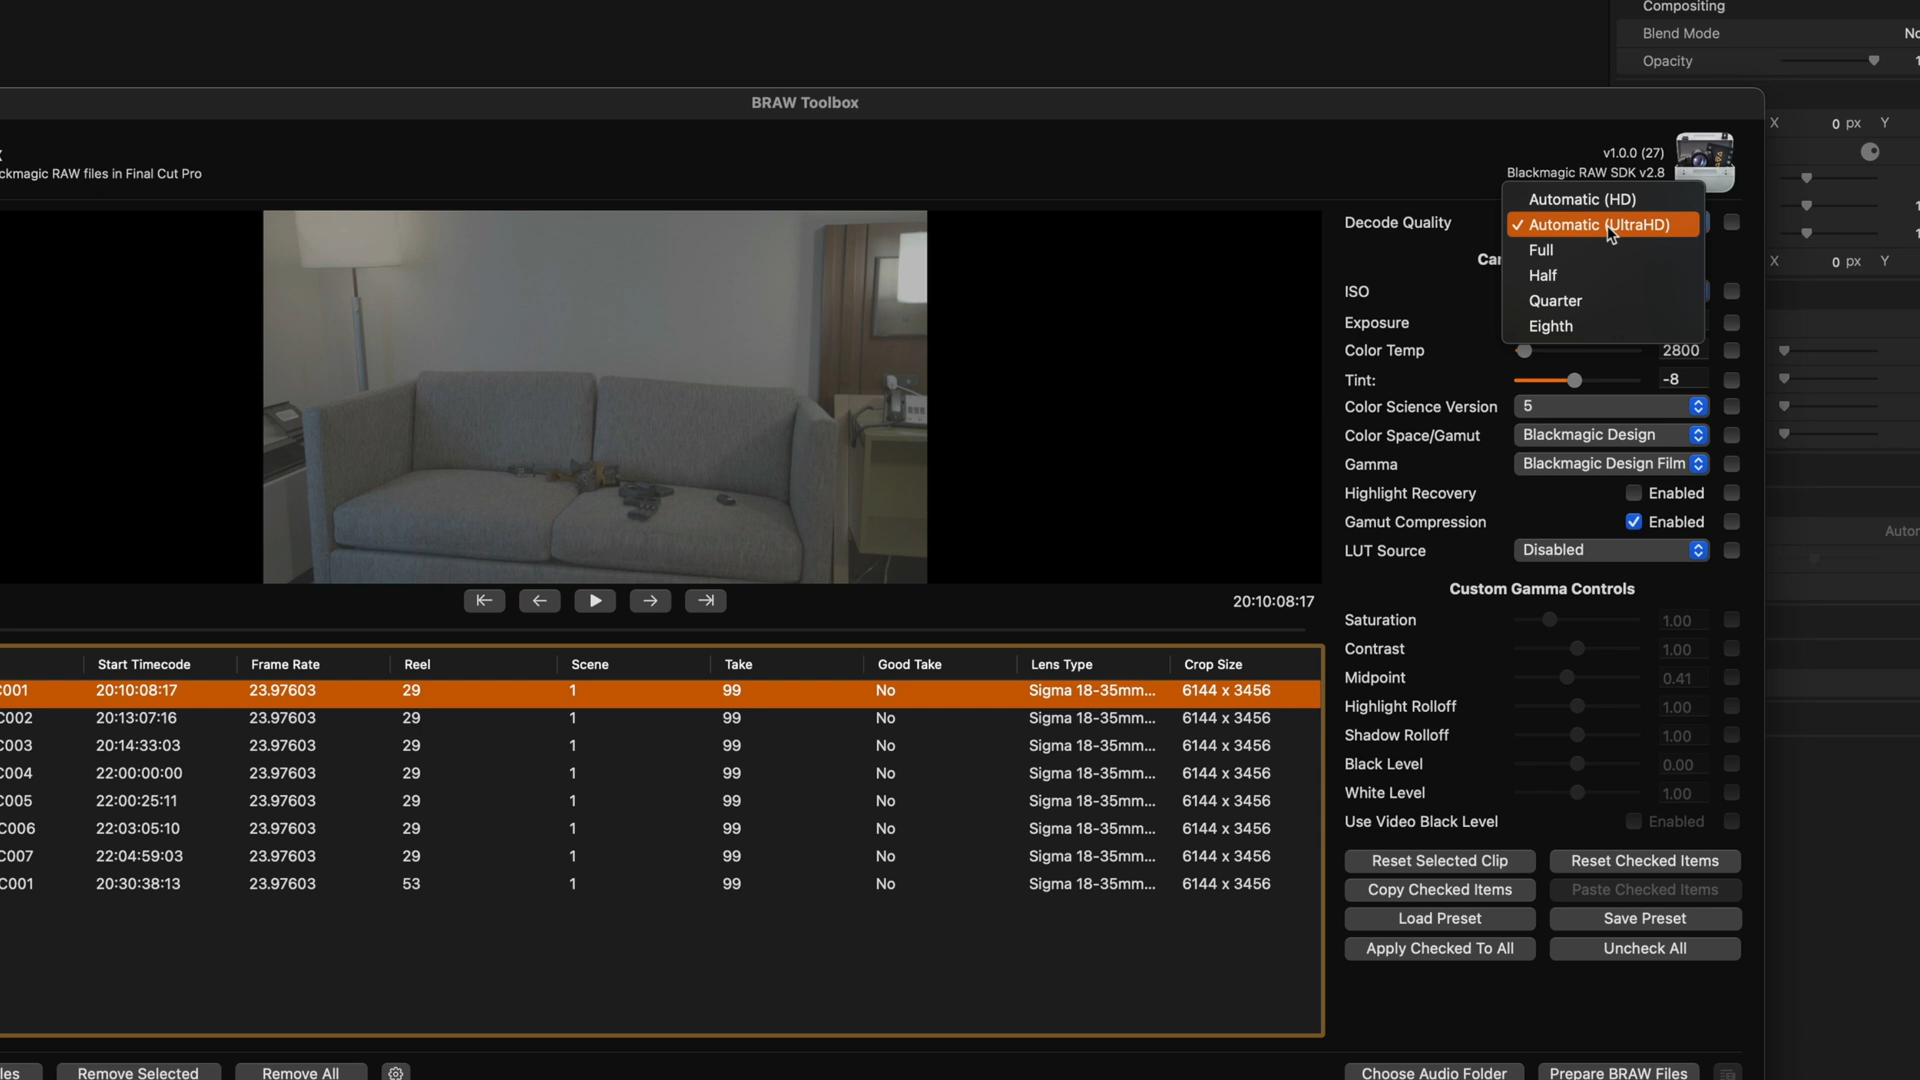 Compositing
Blend Mode
Opacity
BRAW Toolbox
X 0 px Y
v1.0.0 (27)
ckmagic RAW files in Final Cut Pro
Blackmagic RAW SDK v2.8
Automatic (HD)
Decode Quality
✓ Automatic (UltraHD)
Full
Half
Quarter
Eighth
X 0 px Y
ISO
Exposure
Color Temp 2800
Tint: -8
Color Science Version 5
Color Space/Gamut Blackmagic Design
Gamma Blackmagic Design Film
Highlight Recovery Enabled
Gamut Compression Enabled
LUT Source Disabled
Custom Gamma Controls
20:10:08:17
Saturation 1.00
Contrast 1.00
Midpoint 0.41
Highlight Rolloff 1.00
Shadow Rolloff 1.00
Black Level 0.00
White Level 1.00
Use Video Black Level Enabled
Start Timecode Frame Rate Reel Scene Take Good Take Lens Type Crop Size
C001 20:10:08:17 23.97603 29 1 99 No Sigma 18-35mm... 6144 x 3456
C002 20:13:07:16 23.97603 29 1 99 No Sigma 18-35mm... 6144 x 3456
C003 20:14:33:03 23.97603 29 1 99 No Sigma 18-35mm... 6144 x 3456
C004 22:00:00:00 23.97603 29 1 99 No Sigma 18-35mm... 6144 x 3456
C005 22:00:25:11 23.97603 29 1 99 No Sigma 18-35mm... 6144 x 3456
C006 22:03:05:10 23.97603 29 1 99 No Sigma 18-35mm... 6144 x 3456
C007 22:04:59:03 23.97603 29 1 99 No Sigma 18-35mm... 6144 x 3456
C001 20:30:38:13 23.97603 53 1 99 No Sigma 18-35mm... 6144 x 3456
Reset Selected Clip Reset Checked Items
Copy Checked Items Paste Checked Items
Load Preset Save Preset
Apply Checked To All Uncheck All
les Remove Selected Remove All
Choose Audio Folder Prepare BRAW Files